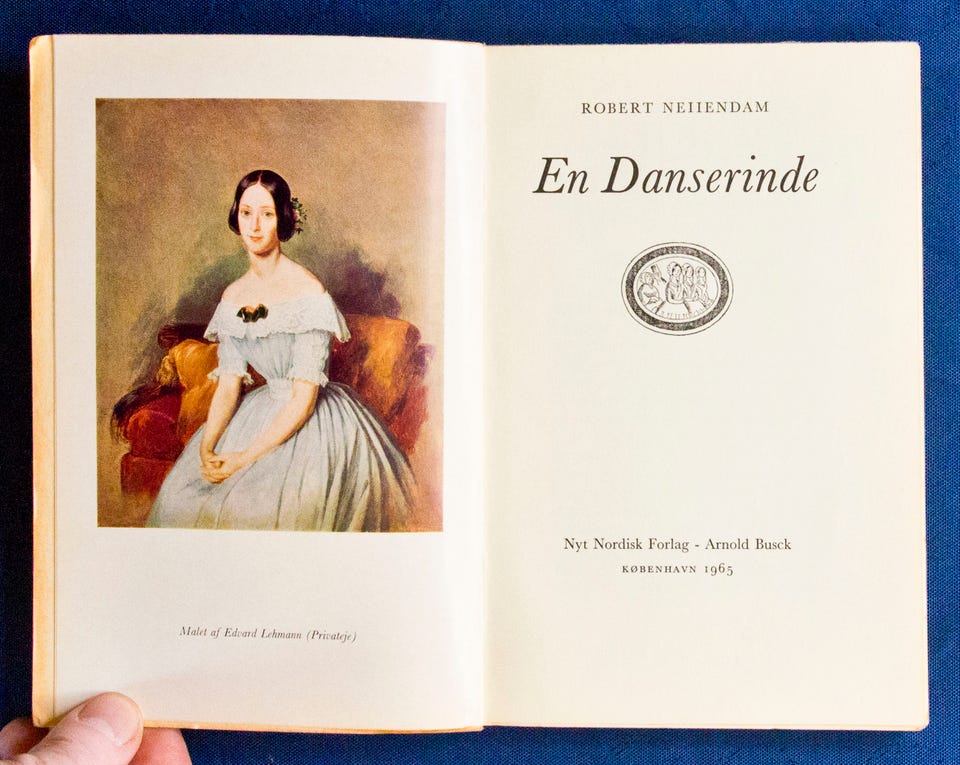 Malet af Edvard Lehmann (Privateje)
ROBERT NEIIENDAM
En Danserinde
Nyt Nordisk Forlag - Arnold Busck
KØBENHAVN 1965